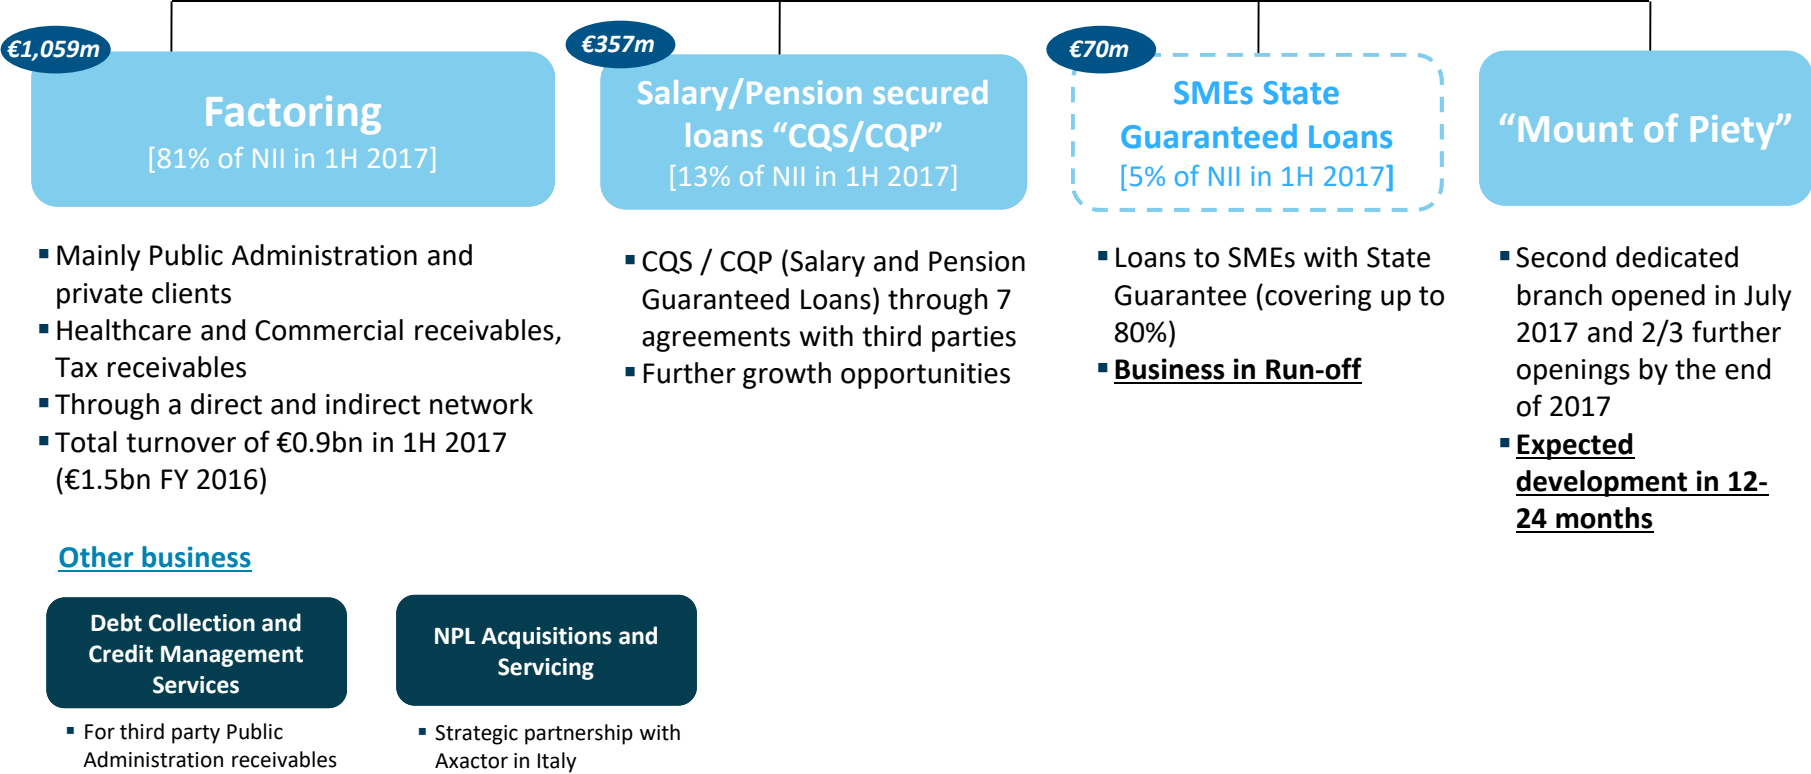 €1,059m
Factoring
[81% of NII in 1H 2017]
▪Mainly Public Administration and
private clients
▪Healthcare and Commercial receivables,
Tax receivables
▪Through a direct and indirect network
▪Total turnover of €0.9bn in 1H 2017
(€1.5bn FY 2016)
€357m
Salary/Pension secured
loans “CQS/CQP”
[13% of NII in 1H 2017]
▪CQS / CQP (Salary and Pension
Guaranteed Loans) through 7
agreements with third parties
▪Further growth opportunities
€70m
SMEs State
Guaranteed Loans
[5% of NII in 1H 2017]
▪Loans to SMEs with State
Guarantee (covering up to
80%)
▪Business in Run-off
“Mount of Piety”
▪Second dedicated
branch opened in July
2017 and 2/3 further
openings by the end
of 2017
▪Expected
development in 12-
24 months
Other business
Debt Collection and
Credit Management
Services
▪ For third party Public
Administration receivables
NPL Acquisitions and
Servicing
▪ Strategic partnership with
Axactor in Italy